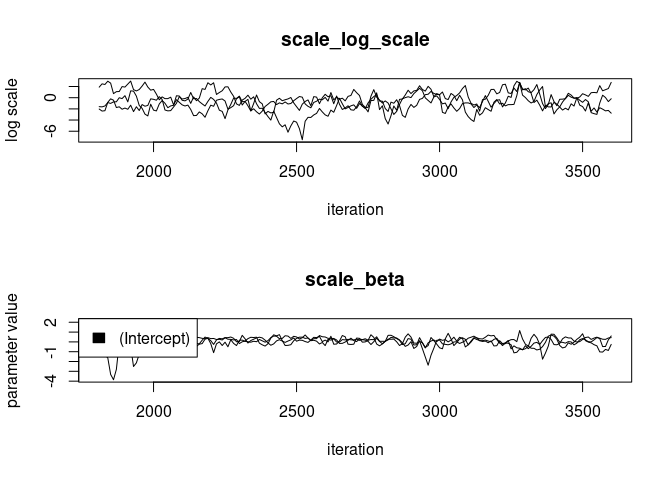 scale_log_scale
log scale
0
-6
2000 2500 3000 3500
iteration
scale_beta
parameter value
2
-1
-4
(Intercept)
2000 2500 3000 3500
iteration